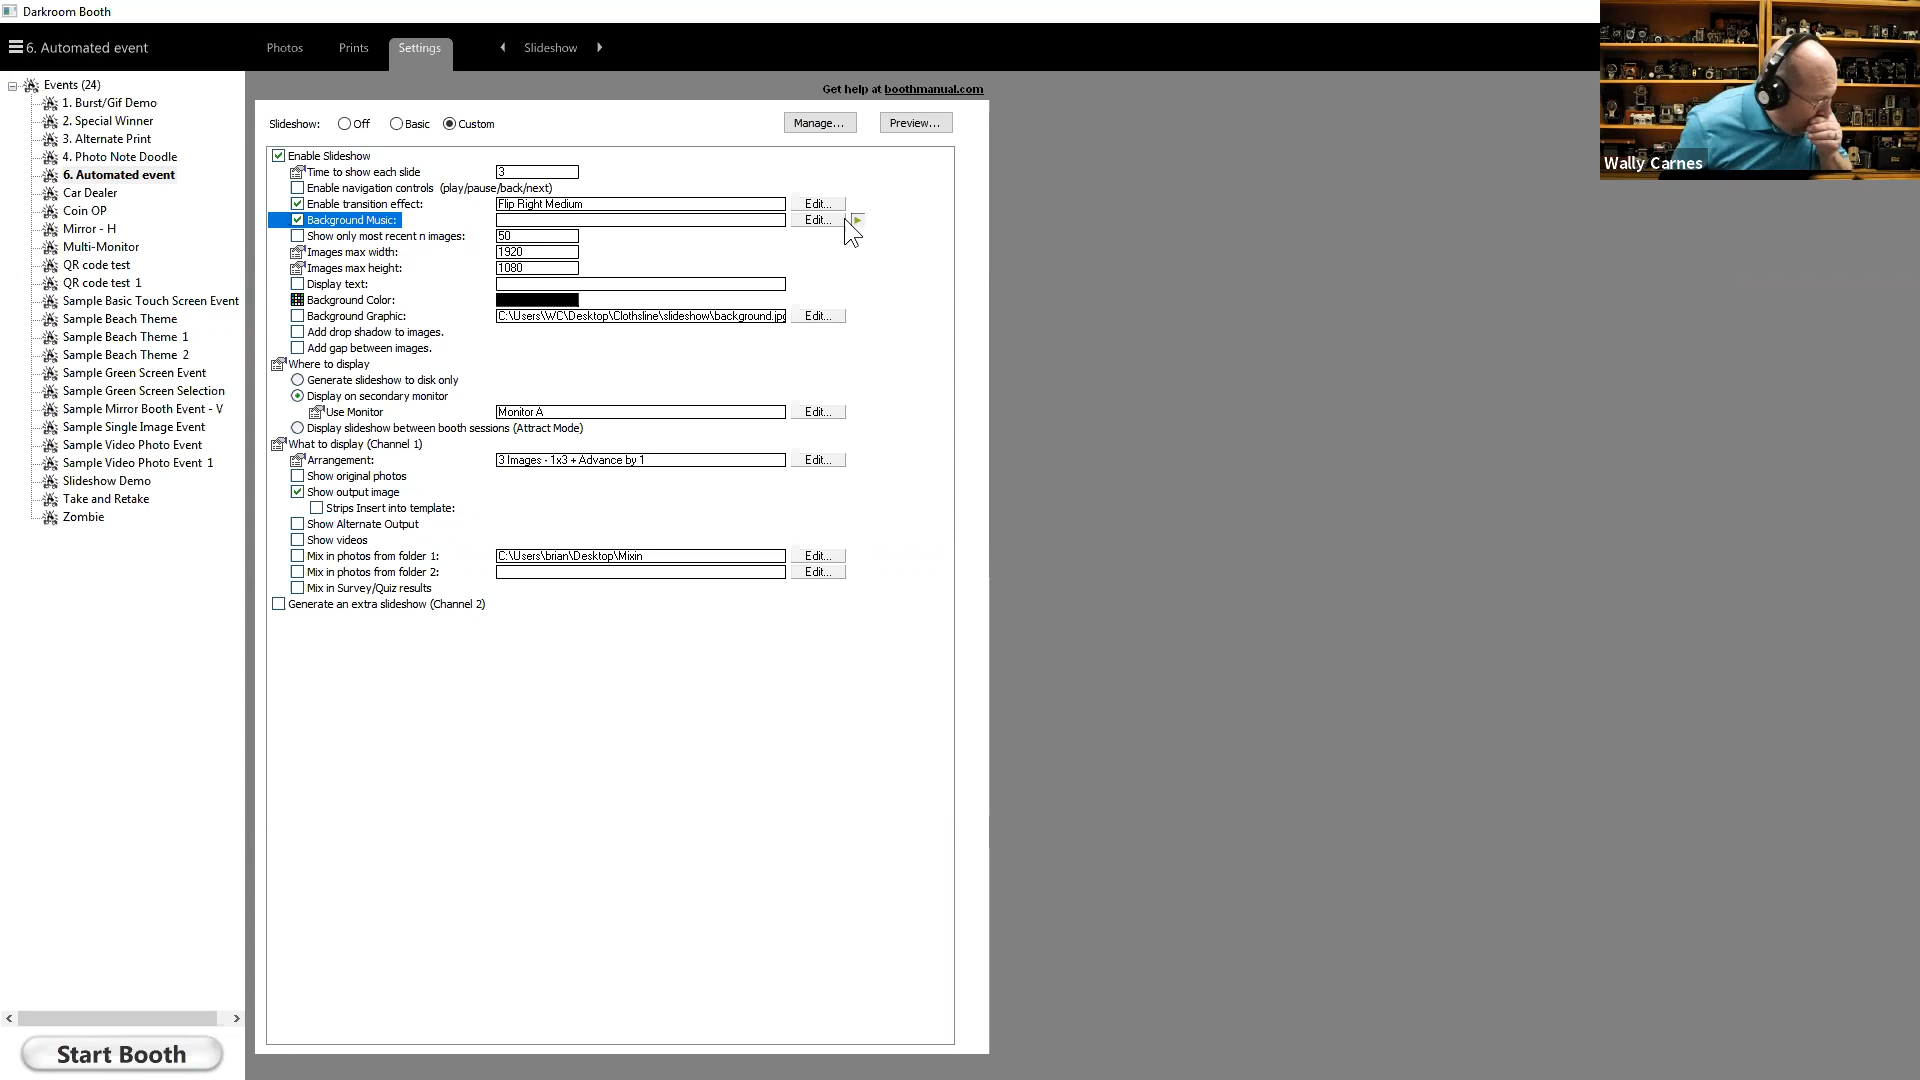 Darkroom Booth
6. Automated event
Photos
Prints
Settings
Slideshow
Wally Carnes
Events (24)
1. Burst/Gif Demo
2. Special Winner
3. Alternate Print
4. Photo Note Doodle
6. Automated event
Car Dealer
Coin OP
Mirror - H
Multi-Monitor
QR code test
QR code test 1
Sample Basic Touch Screen Event
Sample Beach Theme
Sample Beach Theme 1
Sample Beach Theme 2
Sample Green Screen Event
Sample Green Screen Selection
Sample Mirror Booth Event - V
Sample Single Image Event
Sample Video Photo Event
Sample Video Photo Event 1
Slideshow Demo
Take and Retake
Zombie
Start Booth
Get help at boothmanual.com
Slideshow: Off Basic Custom Manage... Preview...
Enable Slideshow
Time to show each slide 3
Enable navigation controls (play/pause/back/next)
Enable transition effect: Flip Right Medium Edit...
Background Music: Edit...
Show only most recent n images: 50
Images max width: 1920
Images max height: 1080
Display text:
Background Color:
Background Graphic: C:\Users\WC\Desktop\Clothsline\slideshow\background.jpg Edit...
Add drop shadow to images.
Add gap between images.
Where to display
Generate slideshow to disk only
Display on secondary monitor
Use Monitor Monitor A Edit...
Display slideshow between booth sessions (Attract Mode)
What to display (Channel 1)
Arrangement: 3 Images - 1x3 + Advance by 1 Edit...
Show original photos
Show output image
Strips Insert into template:
Show Alternate Output
Show videos
Mix in photos from folder 1: C:\Users\brian\Desktop\Mixin Edit...
Mix in photos from folder 2: Edit...
Mix in Survey/Quiz results
Generate an extra slideshow (Channel 2)